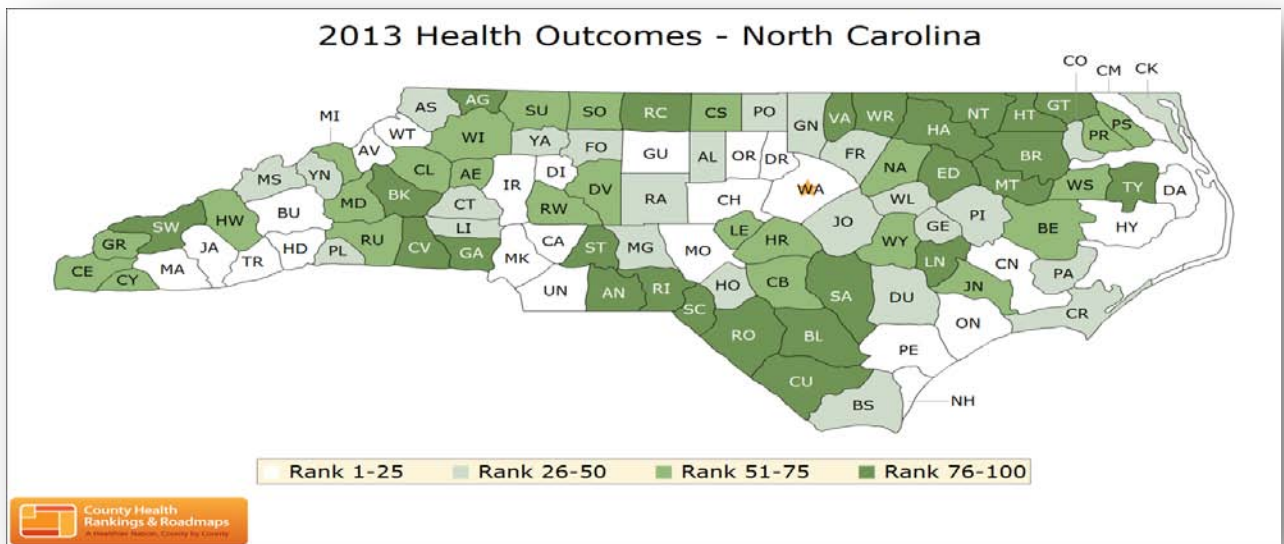 2013 Health Outcomes - North Carolina
CO
CM
CK
MI
AS
AG
SU
SO
RC
CS
PO
GN
VA
WR
NT
HT
GT
HA
PR
PS
WT
AV
WI
YA
FO
GU
AL
OR
DR
FR
BR
MS
YN
CL
AE
IR
DI
DV
WA
NA
ED
MT
WS
TY
DA
BK
MD
CT
RW
RA
CH
WL
PI
SW
HW
BU
LI
JO
GE
BE
HY
GR
JA
HD
PL
RU
CV
GA
CA
ST
MG
MO
LE
HR
WY
LN
CN
PA
CE
CY
MA
TR
MK
UN
AN
RI
HO
CB
SA
DU
JN
CR
SC
RO
BL
ON
PE
CU
BS
NH
Rank 1-25 Rank 26-50 Rank 51-75 Rank 76-100
County Health
Rankings & Roadmaps
A Healthier Nation, County by County